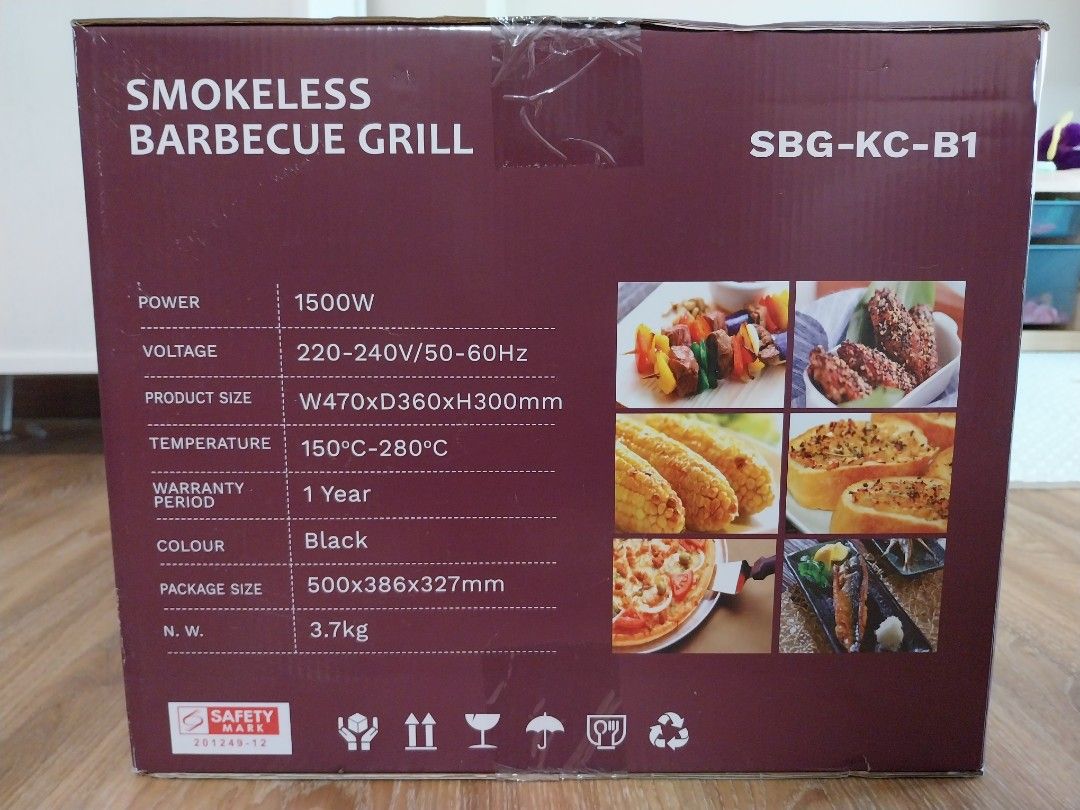 SMOKELESS
BARBECUE GRILL
SBG-KC-B1
POWER 1500W
VOLTAGE 220-240V/50-60Hz
PRODUCT SIZE W470xD360xH300mm
TEMPERATURE 150°C-280°C
WARRANTY
PERIOD 1 Year
COLOUR Black
PACKAGE SIZE 500x386x327mm
N. W. 3.7kg
SAFETY
MARK
201249-12